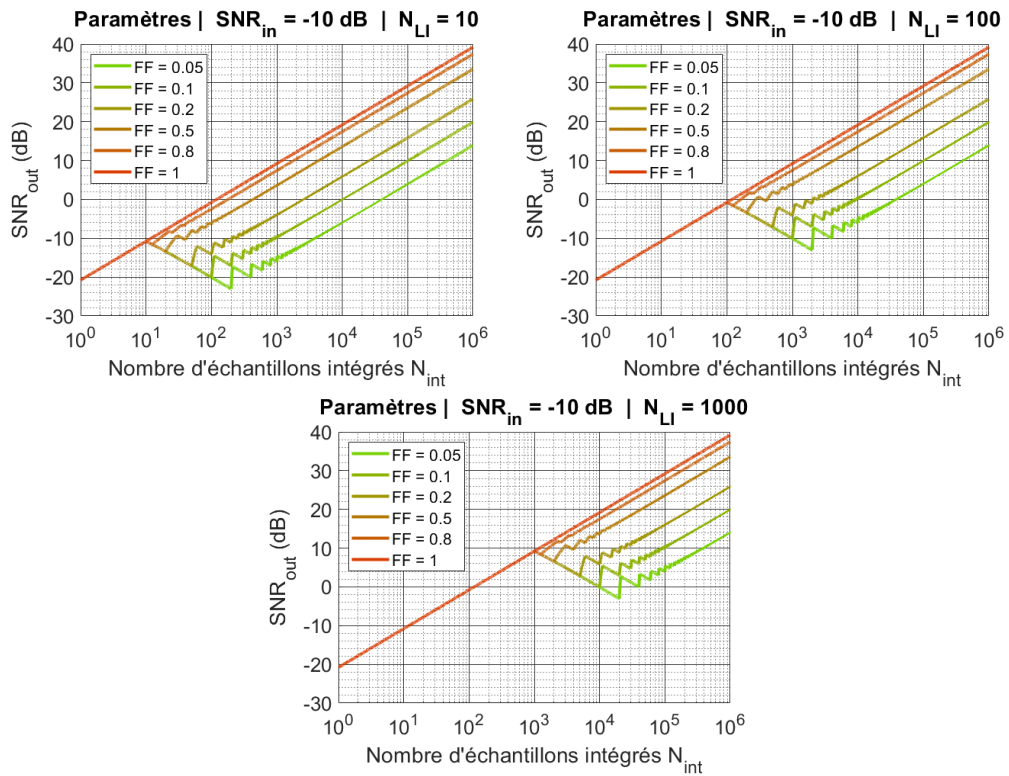 Paramètres | SNR_in = -10 dB | N_LI = 10
40
30
20
10
0
-10
-20
-30
SNR_out (dB)
FF = 0.05
FF = 0.1
FF = 0.2
FF = 0.5
FF = 0.8
FF = 1
10^0 10^1 10^2 10^3 10^4 10^5 10^6
Nombre d'échantillons intégrés N_int
Paramètres | SNR_in = -10 dB | N_LI = 100
40
30
20
10
0
-10
-20
-30
SNR_out (dB)
FF = 0.05
FF = 0.1
FF = 0.2
FF = 0.5
FF = 0.8
FF = 1
10^0 10^1 10^2 10^3 10^4 10^5 10^6
Nombre d'échantillons intégrés N_int
Paramètres | SNR_in = -10 dB | N_LI = 1000
40
30
20
10
0
-10
-20
-30
SNR_out (dB)
FF = 0.05
FF = 0.1
FF = 0.2
FF = 0.5
FF = 0.8
FF = 1
10^0 10^1 10^2 10^3 10^4 10^5 10^6
Nombre d'échantillons intégrés N_int